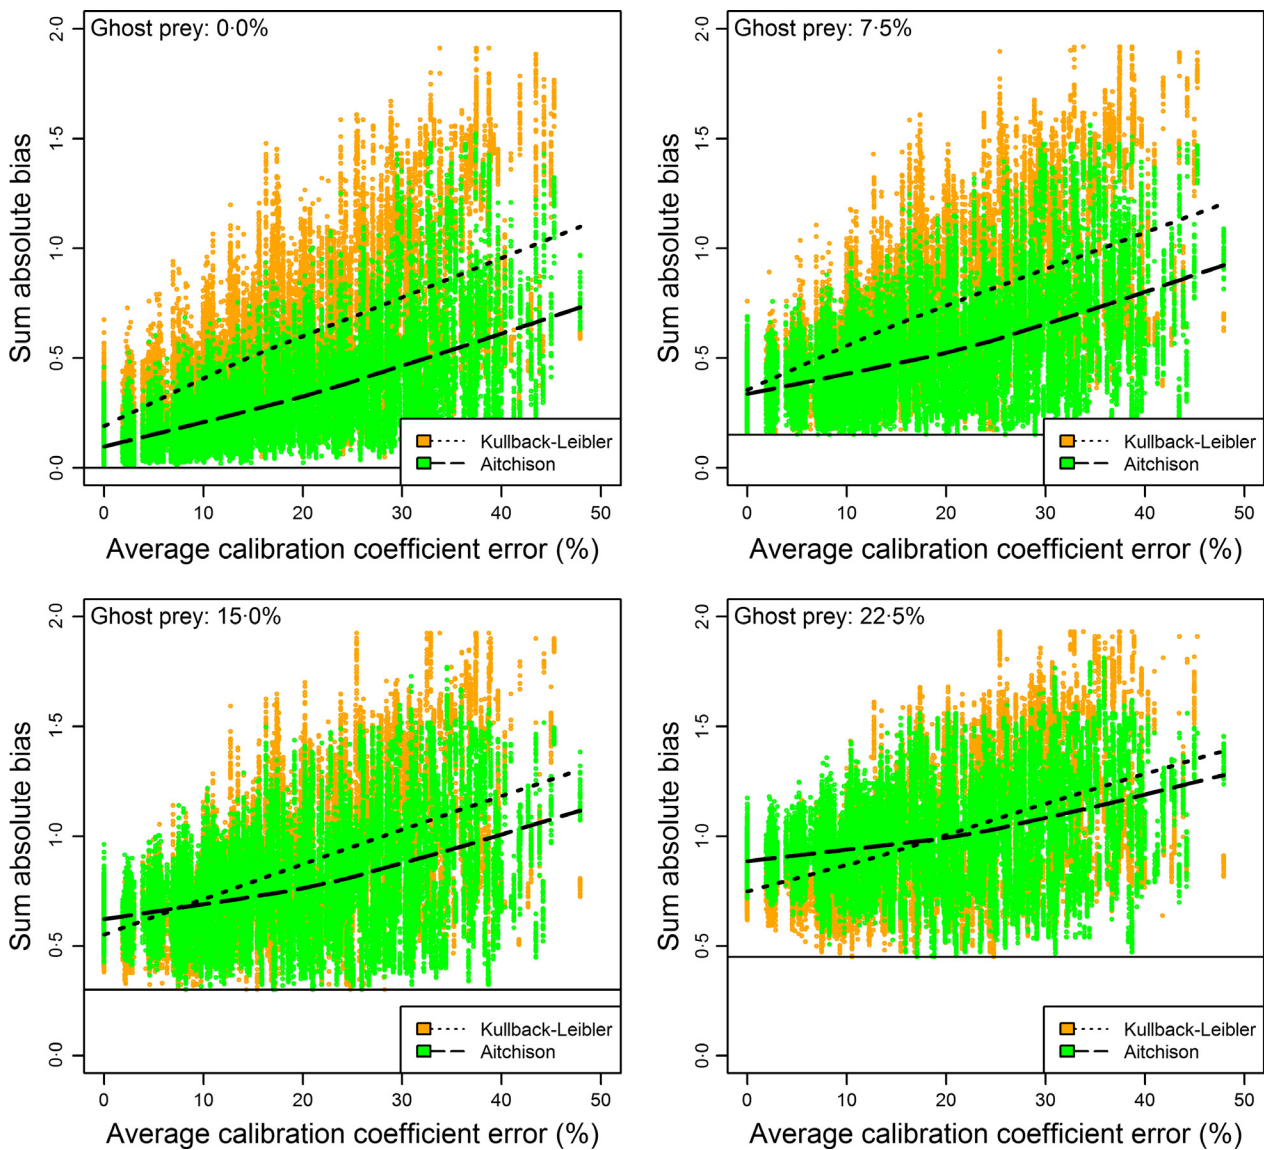 Ghost prey: 0·0%
Sum absolute bias
2·0
1·5
1·0
0·5
0·0
Kullback-Leibler
Aitchison
0 10 20 30 40 50
Average calibration coefficient error (%)
Ghost prey: 7·5%
Sum absolute bias
2·0
1·5
1·0
0·5
0·0
Kullback-Leibler
Aitchison
0 10 20 30 40 50
Average calibration coefficient error (%)
Ghost prey: 15·0%
Sum absolute bias
2·0
1·5
1·0
0·5
0·0
Kullback-Leibler
Aitchison
0 10 20 30 40 50
Average calibration coefficient error (%)
Ghost prey: 22·5%
Sum absolute bias
2·0
1·5
1·0
0·5
0·0
Kullback-Leibler
Aitchison
0 10 20 30 40 50
Average calibration coefficient error (%)